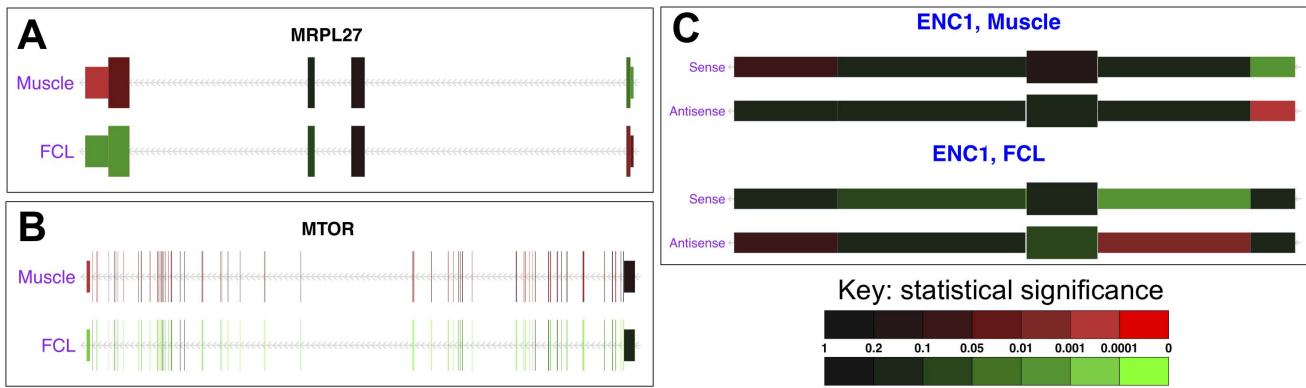 A
MRPL27
Muscle
FCL
B
MTOR
Muscle
FCL
C
ENC1, Muscle
Sense
Antisense
ENC1, FCL
Sense
Antisense
Key: statistical significance
1 0.2 0.1 0.05 0.01 0.001 0.0001 0